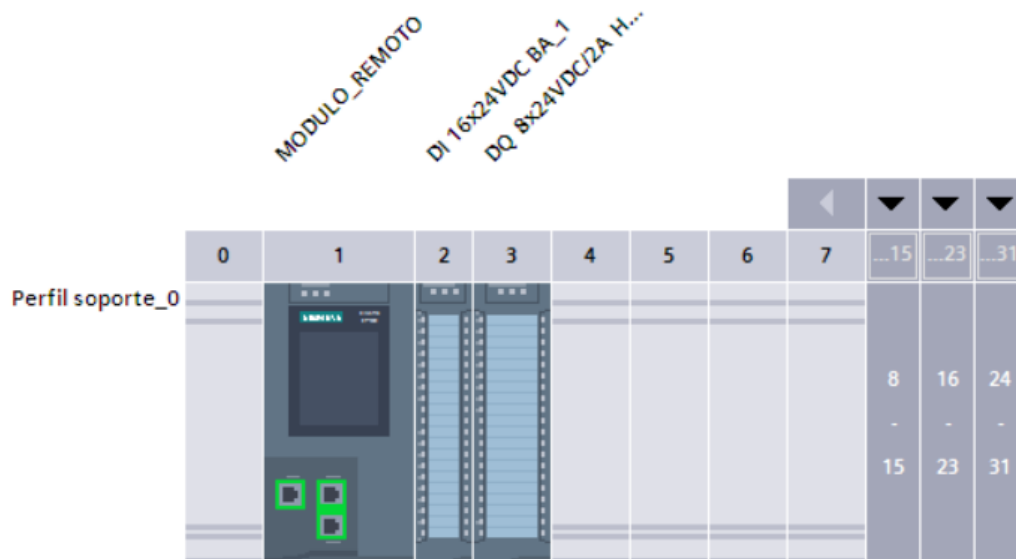 MODULO_REMOTO
DI 16x24VDC BA_1
DQ 8x24VDC/2A H...
...15 ...23 ...31
0 1 2 3 4 5 6 7
Perfil soporte_0
8 16 24
- - -
15 23 31
SIEMENS